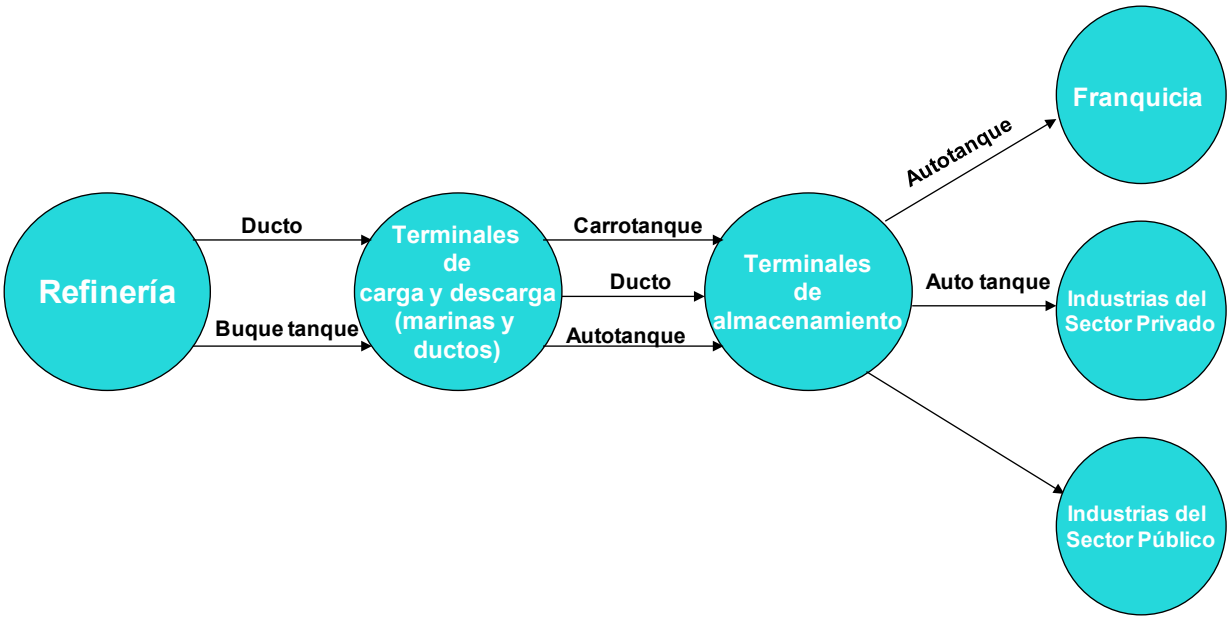 Refinería
Ducto
Buque tanque
Terminales
de
carga y descarga
(marinas y
ductos)
Carrotanque
Ducto
Autotanque
Terminales
de
almacenamiento
Autotanque
Franquicia
Auto tanque
Industrias del
Sector Privado
Industrias del
Sector Público